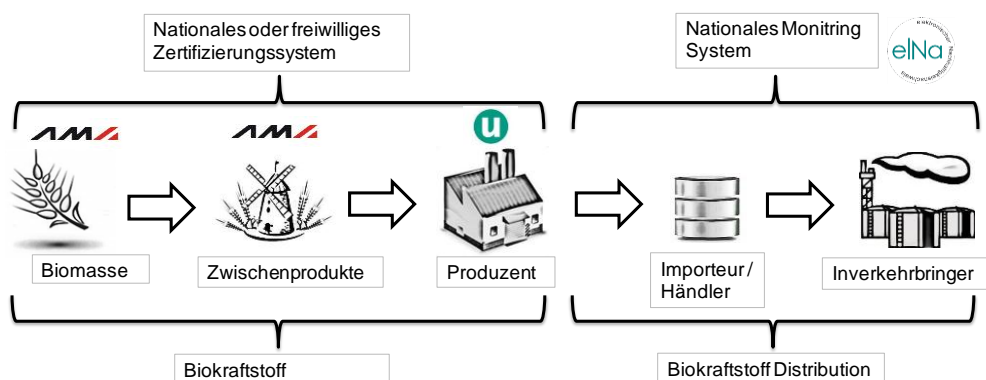 Nationales oder freiwilliges
Zertifizierungssystem
Nationales Monitring
System
elNa
AMA
AMA
u
Biomasse
Zwischenprodukte
Produzent
Importeur /
Händler
Inverkehrbringer
Biokraftstoff
Biokraftstoff Distribution